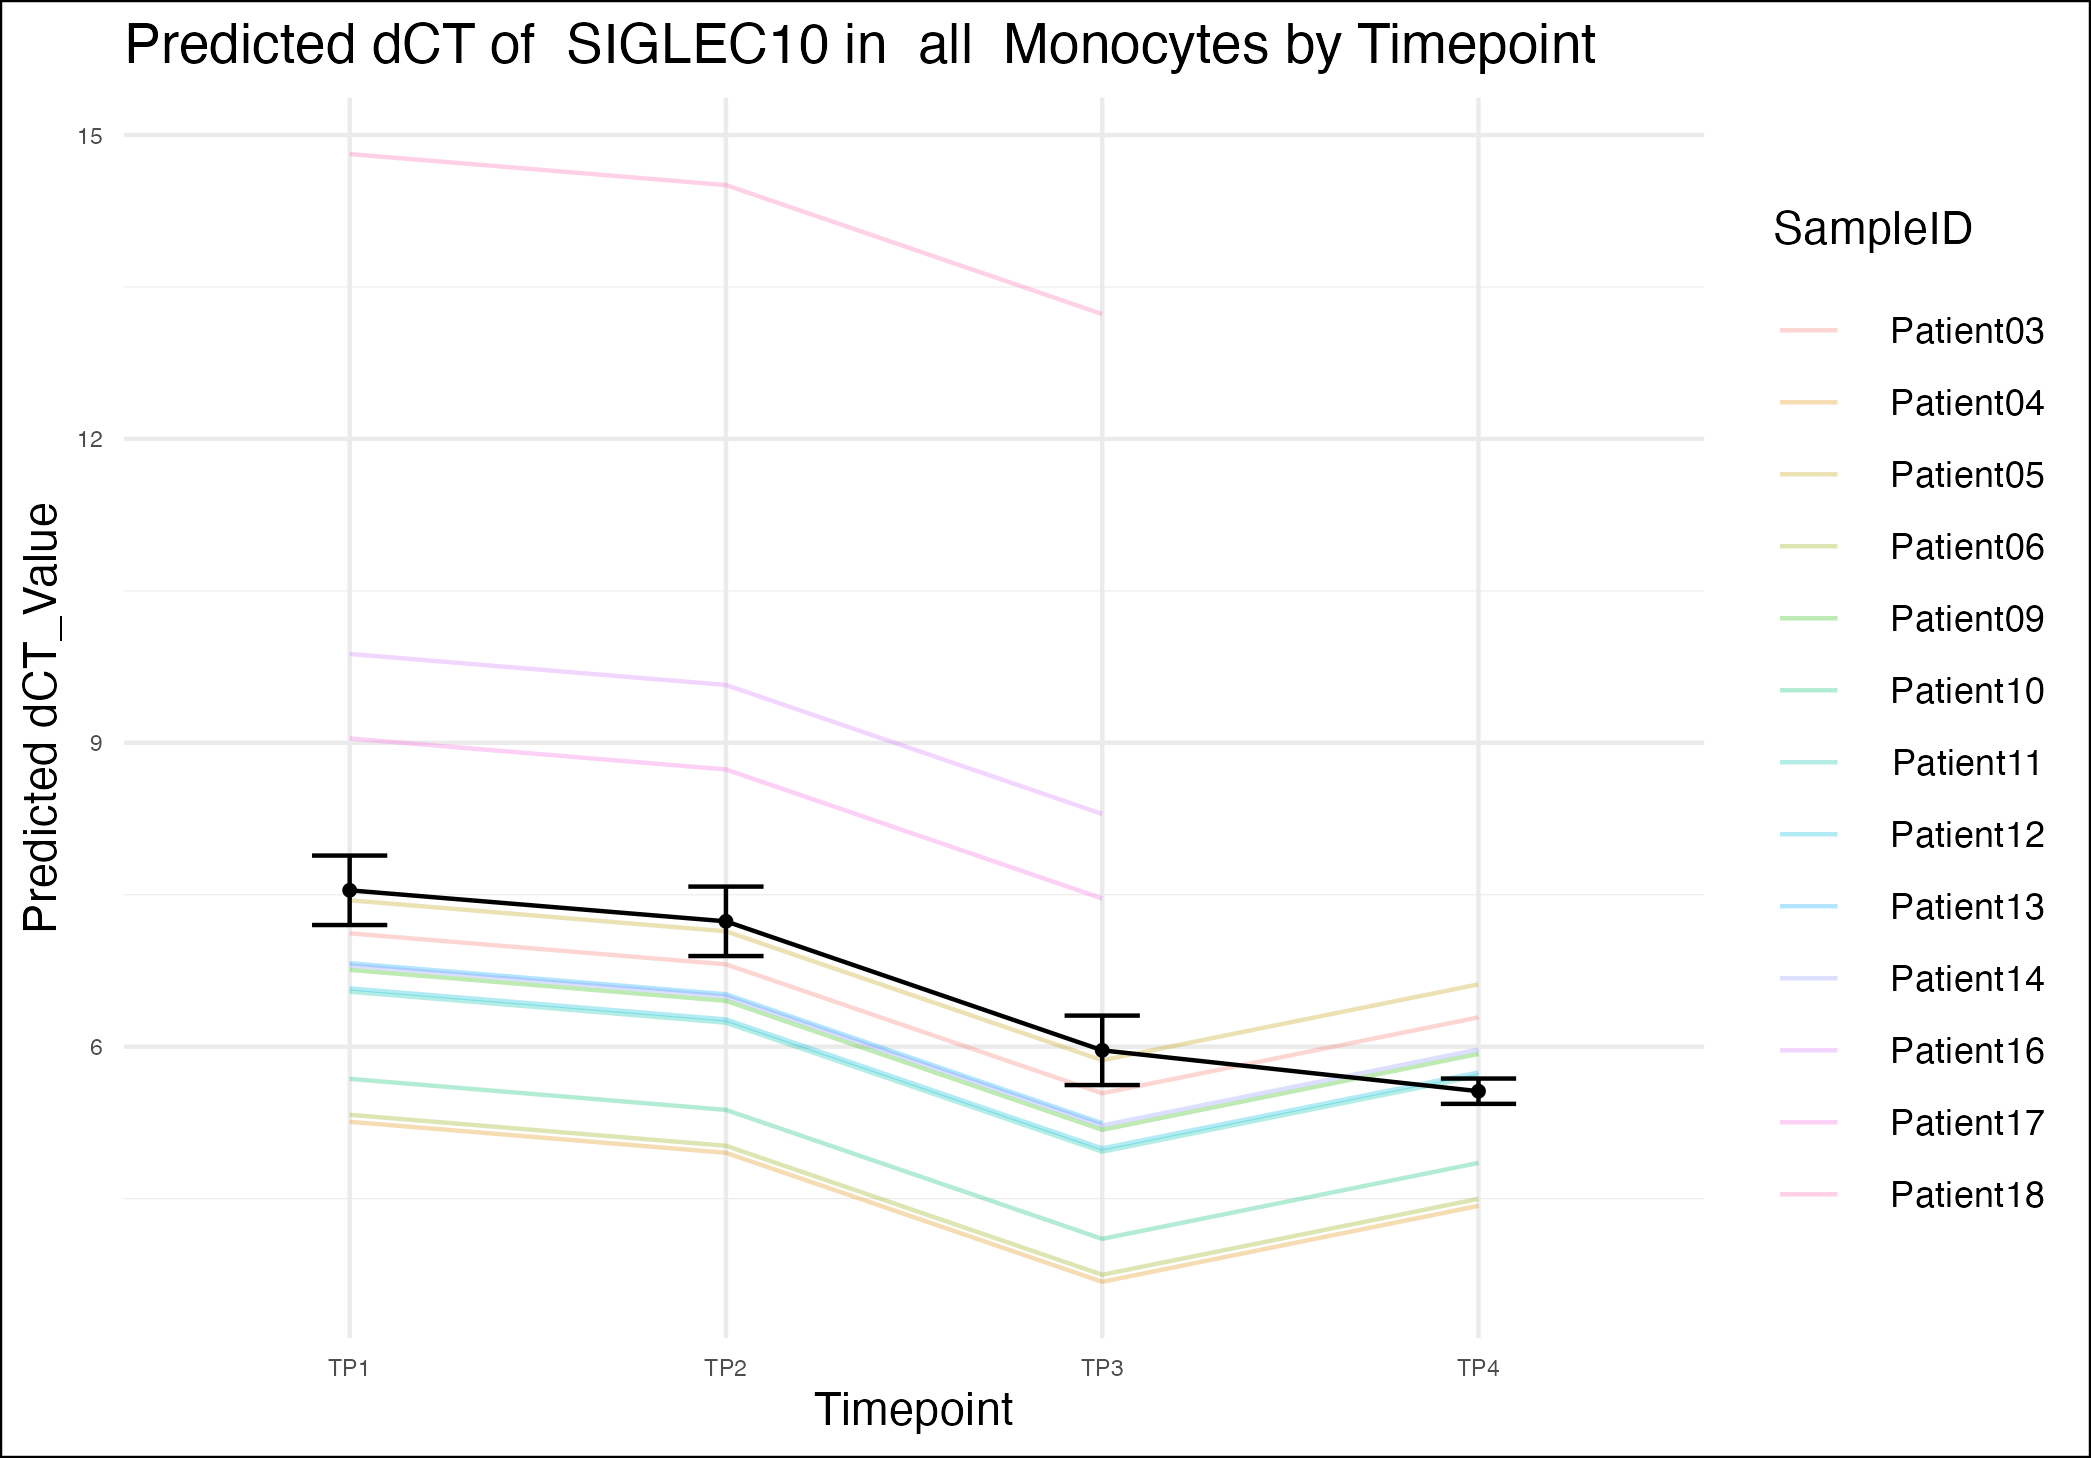 Predicted dCT of  SIGLEC10 in  all  Monocytes by Timepoint
15
12
9
6
Predicted dCT_Value
TP1 TP2 TP3 TP4
Timepoint
SampleID
Patient03
Patient04
Patient05
Patient06
Patient09
Patient10
Patient11
Patient12
Patient13
Patient14
Patient16
Patient17
Patient18